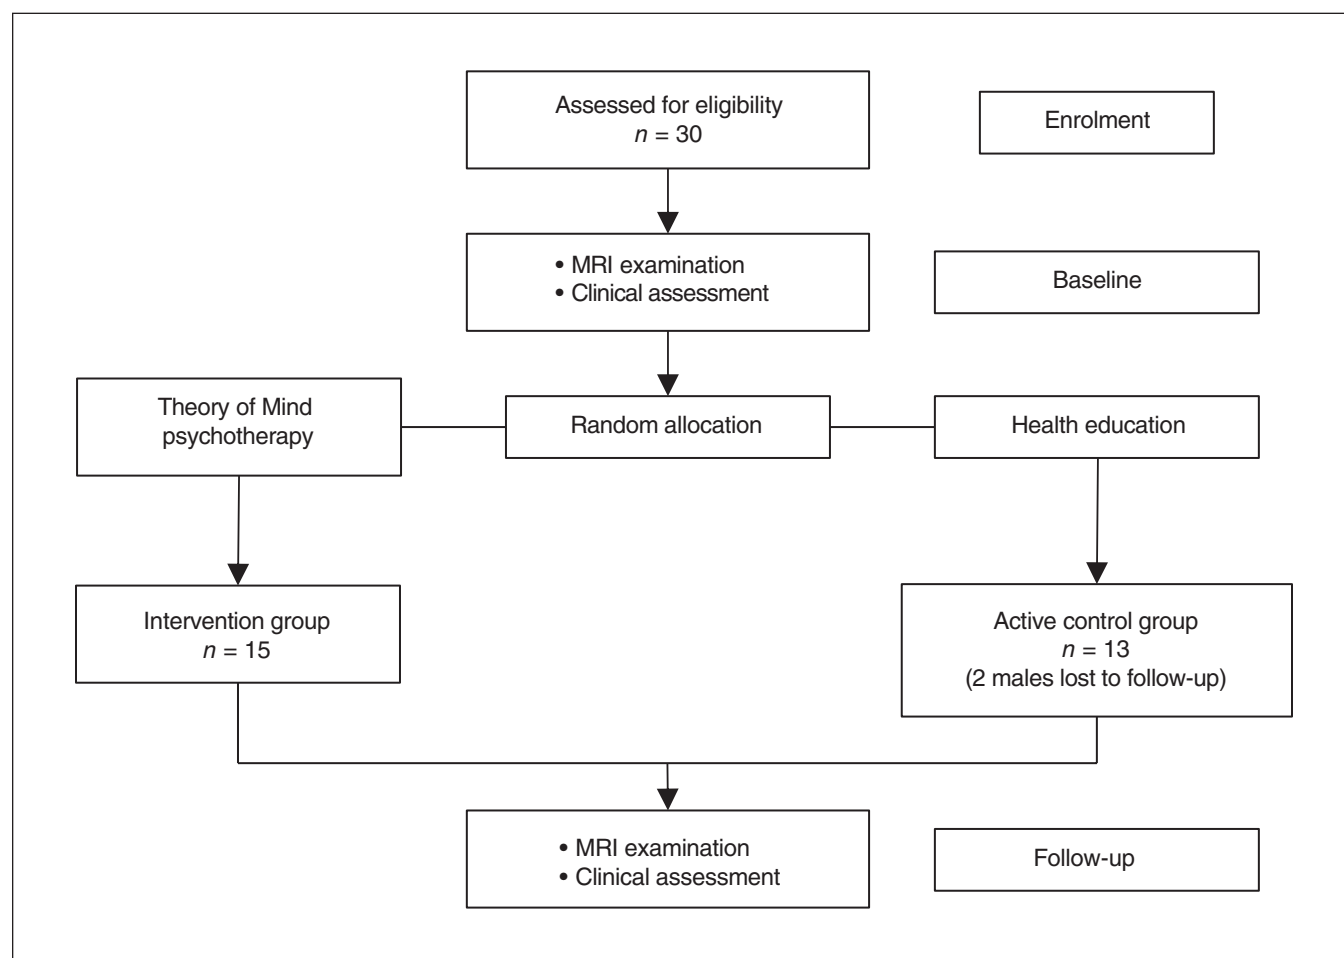 Assessed for eligibility
n = 30
Enrolment
• MRI examination
• Clinical assessment
Baseline
Theory of Mind
psychotherapy
Random allocation
Health education
Intervention group
n = 15
Active control group
n = 13
(2 males lost to follow-up)
• MRI examination
• Clinical assessment
Follow-up